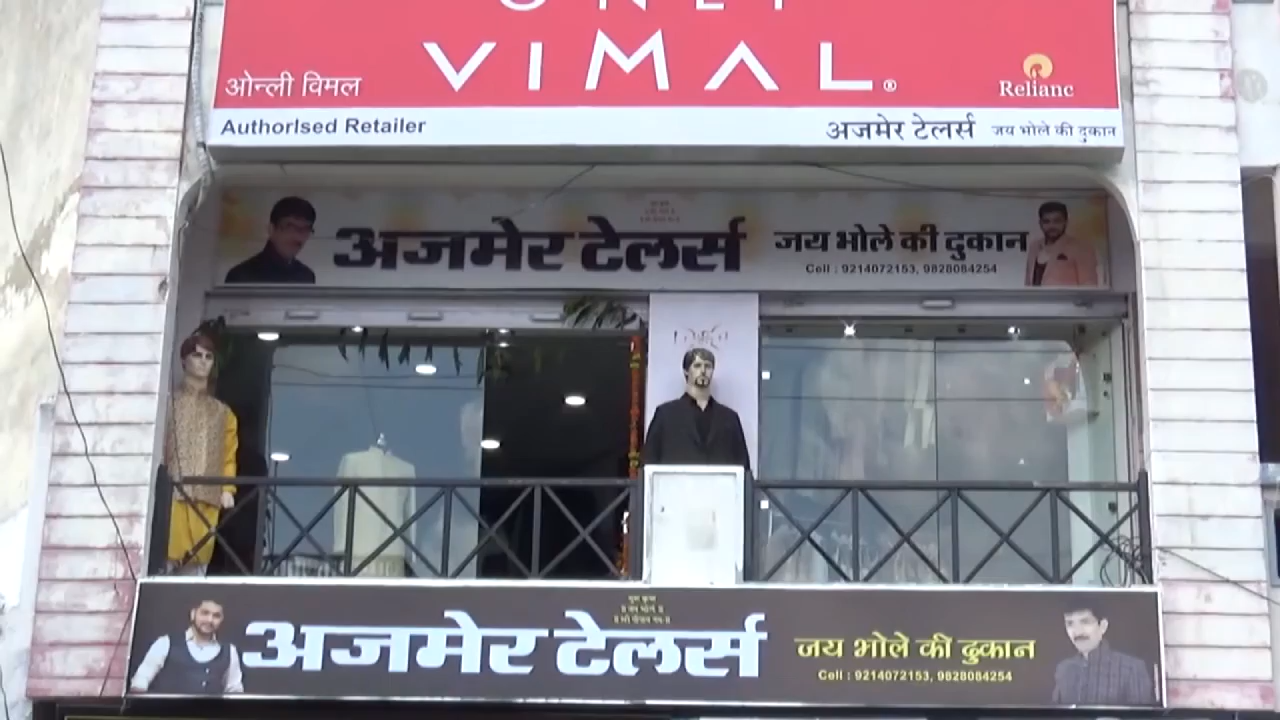 ONLY
VIMAL®
ओन्ली विमल
Relianc
AuthorIsed Retailer
अजमेर टेलर्स जय भोले की दुकान
अजमेर टेलर्स जय भोले की दुकान
Cell : 9214072153, 9828084254
अजमेर टेलर्स जय भोले की दुकान
Cell : 9214072153, 9828084254